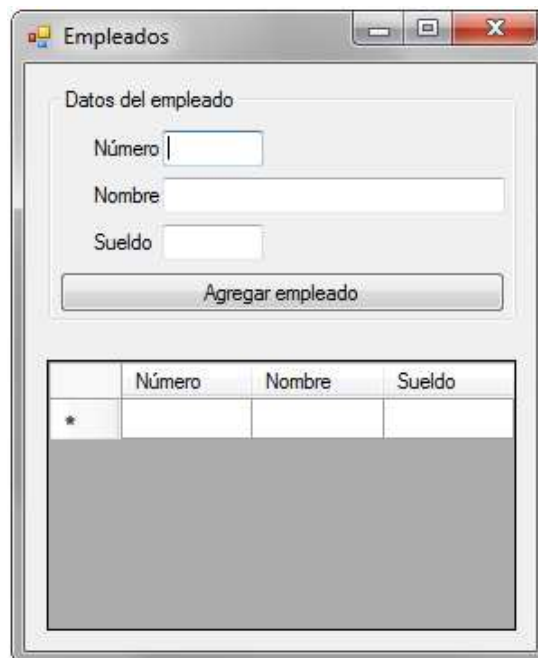 Empleados
Datos del empleado
Número
Nombre
Sueldo
Agregar empleado
Número Nombre Sueldo
*